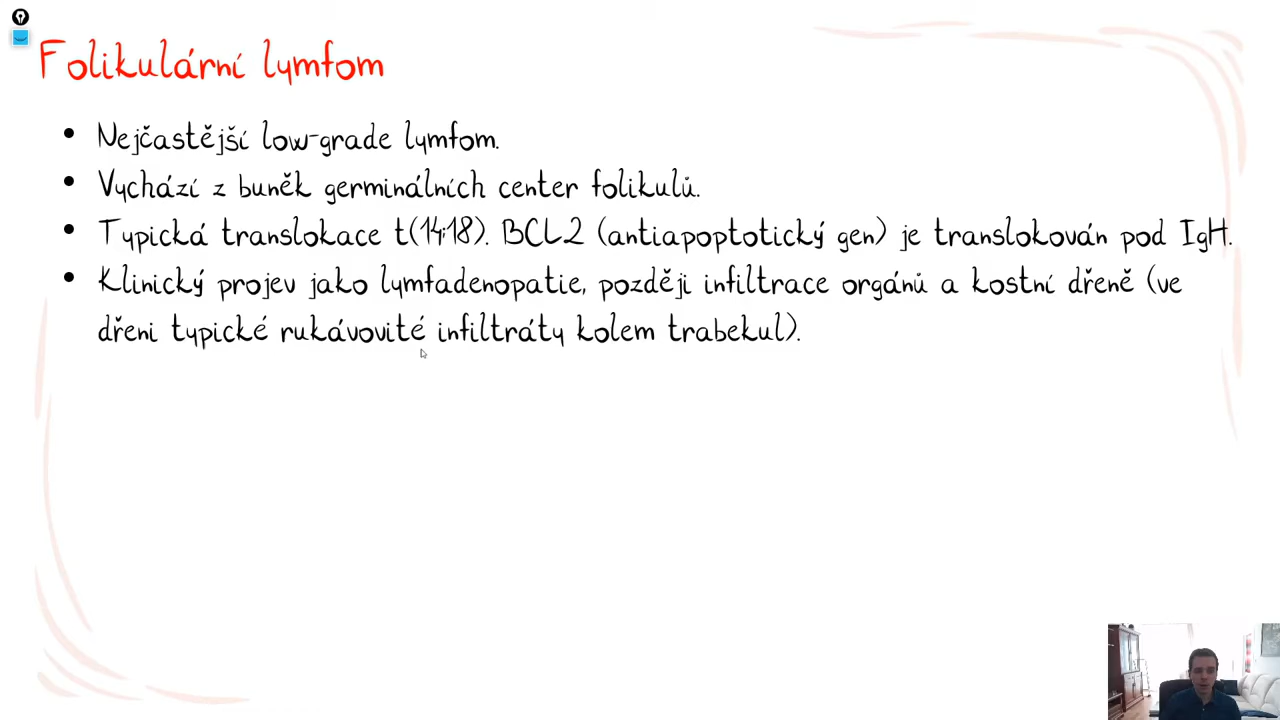 Folikulární lymfom
• Nejčastější low-grade lymfom.
• Vychází z buněk germinálních center folikulů.
• Typická translokace t(14;18). BCL2 (antiapoptotický gen) je translokován pod IgH.
• Klinický projev jako lymfadenopatie, později infiltrace orgánů a kostní dřeně (ve
dřeni typické rukávovité infiltráty kolem trabekul).